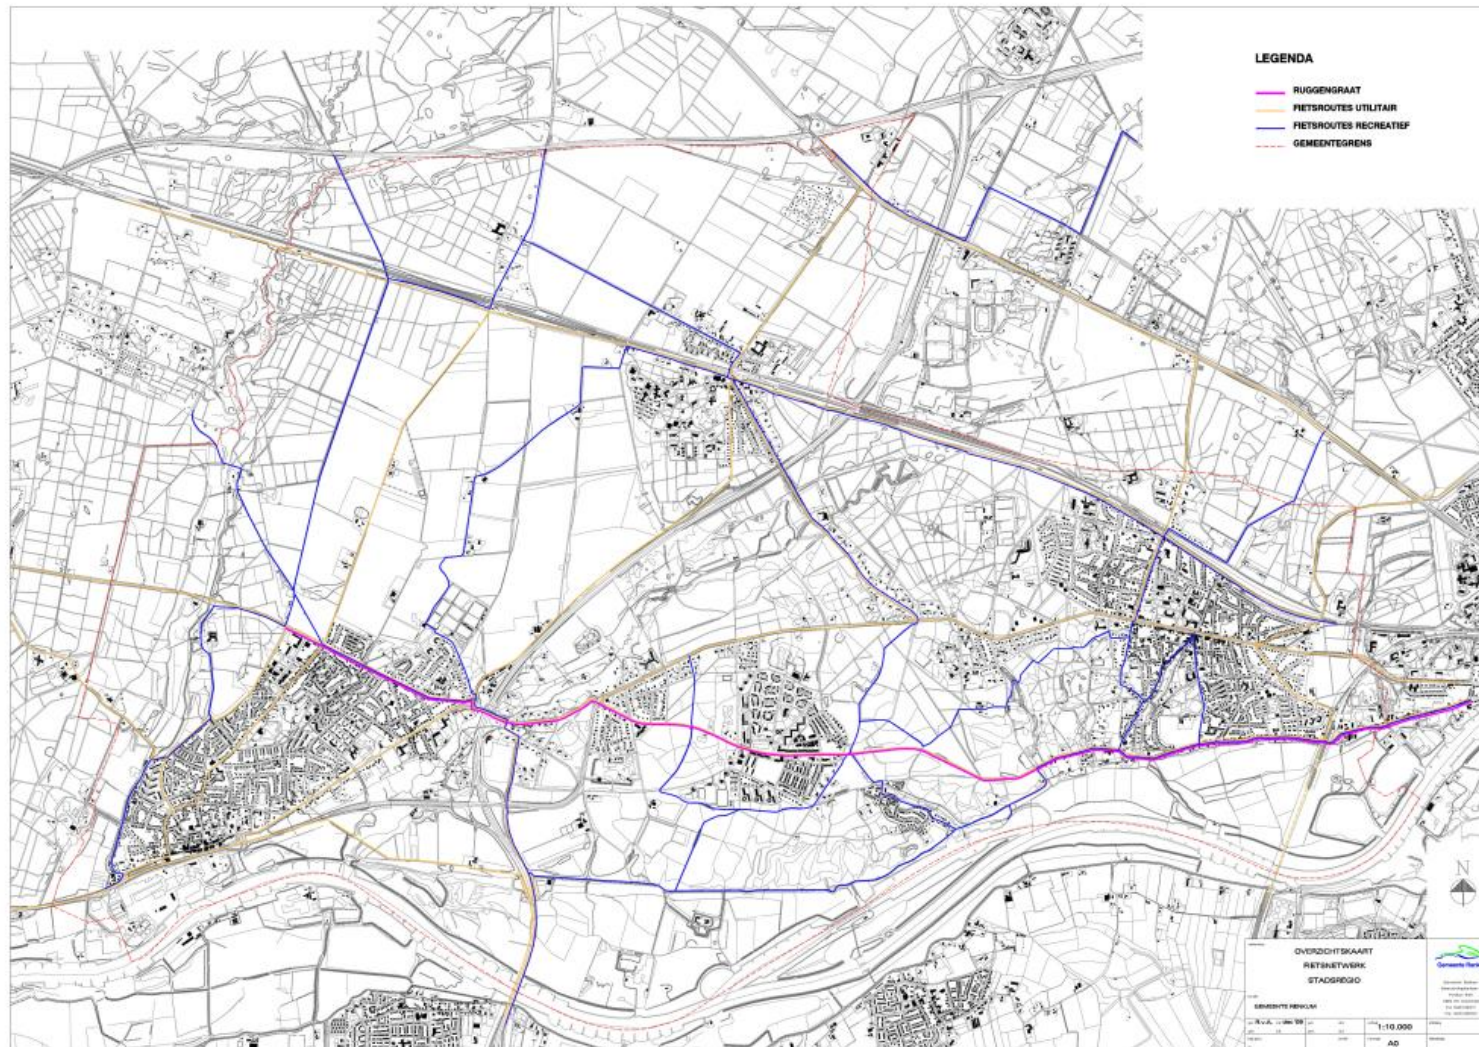 LEGENDA
RUGGENGRAAT
FIETSROUTES UTILITAIR
FIETSROUTES RECREATIEF
GEMEENTEGRENS
N
OVERZICHTSKAART
FIETSNETWERK
STADSREGIO
GEMEENTE RENKUM
1:10.000
A0